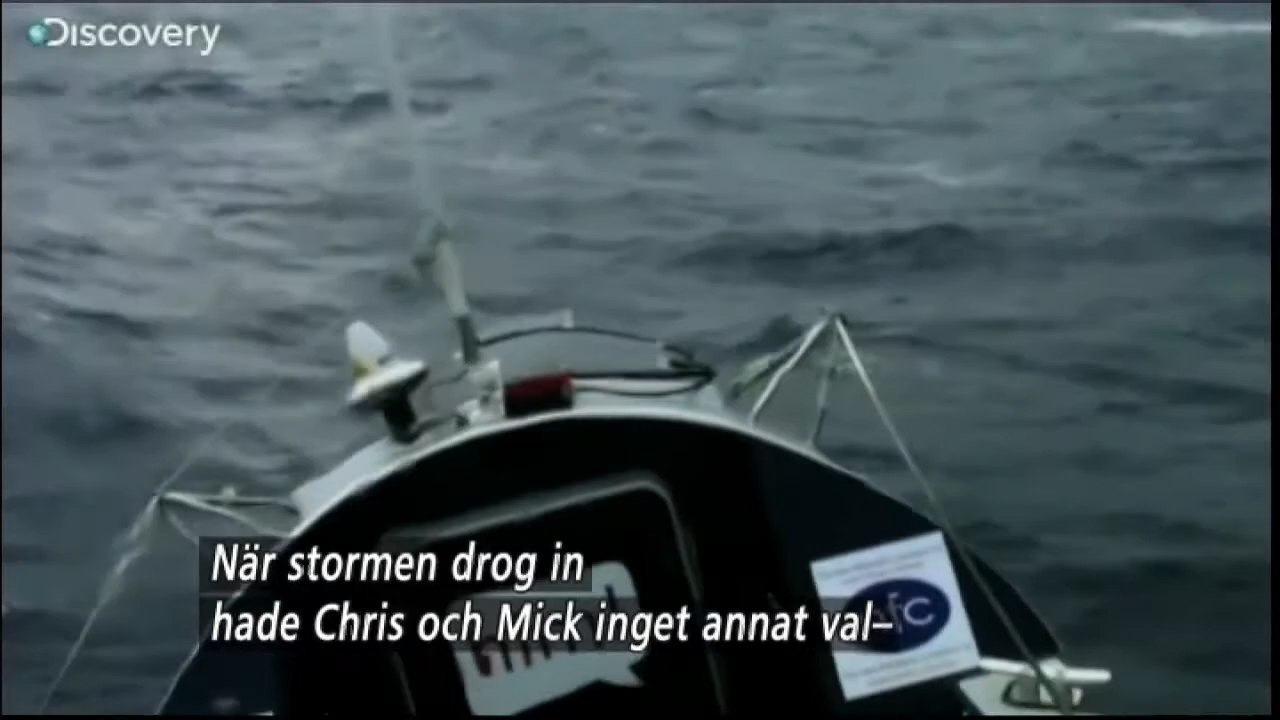 Discovery
När stormen drog in
hade Chris och Mick inget annat val–